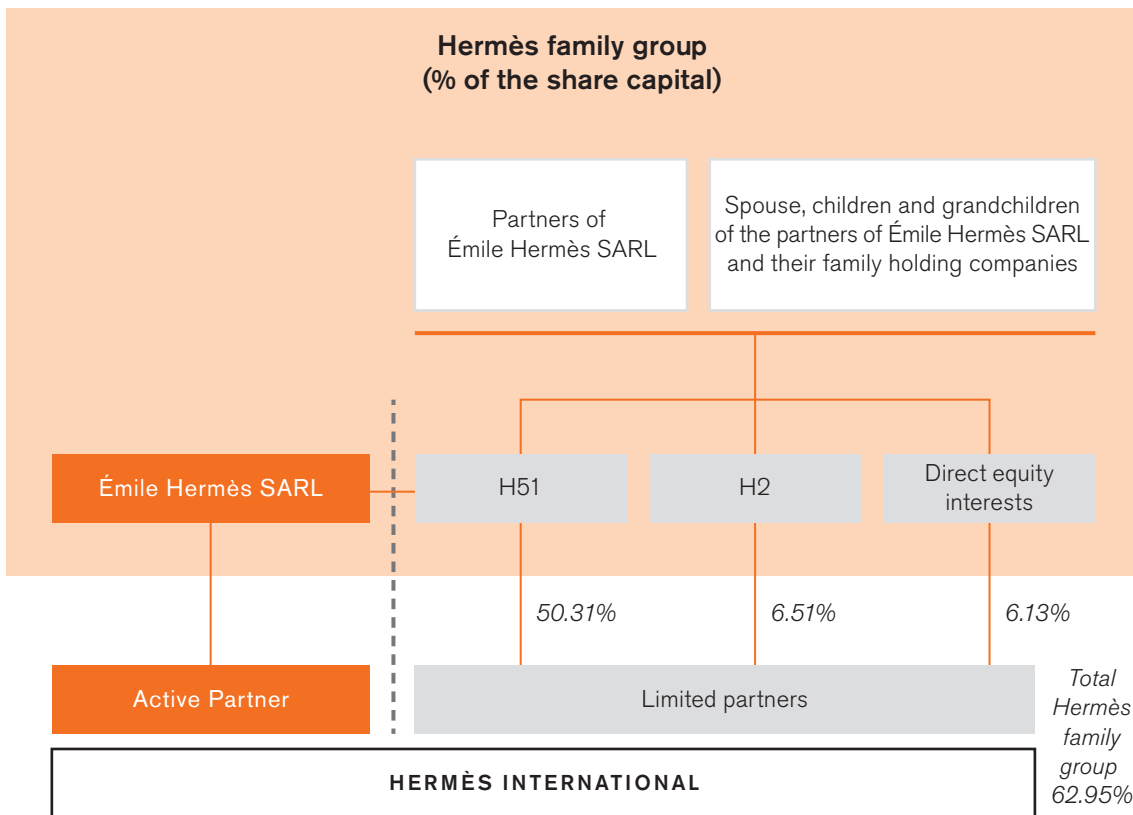 Hermès family group
(% of the share capital)
Partners of
Émile Hermès SARL
Spouse, children and grandchildren
of the partners of Émile Hermès SARL
and their family holding companies
Émile Hermès SARL
H51
H2
Direct equity
interests
50.31%
6.51%
6.13%
Active Partner
Limited partners
Total
Hermès
family
group
62.95%
HERMÈS INTERNATIONAL